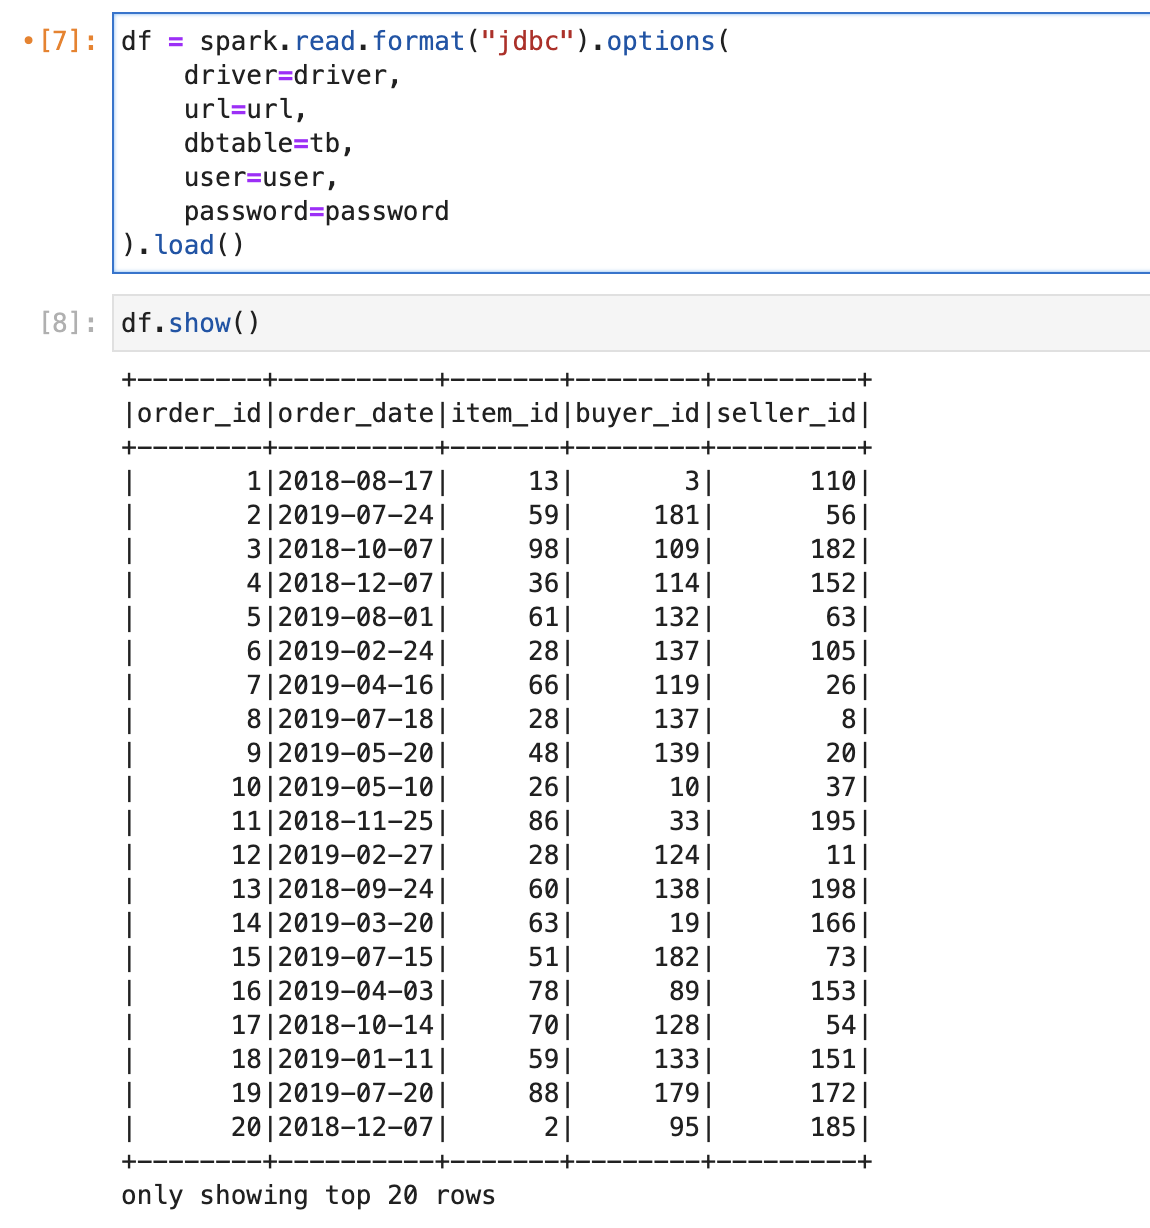 •[7]: df = spark.read.format("jdbc").options(
    driver=driver,
    url=url,
    dbtable=tb,
    user=user,
    password=password
).load()
[8]: df.show()
+--------+----------+-------+--------+---------+
|order_id|order_date|item_id|buyer_id|seller_id|
+--------+----------+-------+--------+---------+
|       1|2018-08-17|     13|       3|      110|
|       2|2019-07-24|     59|     181|       56|
|       3|2018-10-07|     98|     109|      182|
|       4|2018-12-07|     36|     114|      152|
|       5|2019-08-01|     61|     132|       63|
|       6|2019-02-24|     28|     137|      105|
|       7|2019-04-16|     66|     119|       26|
|       8|2019-07-18|     28|     137|        8|
|       9|2019-05-20|     48|     139|       20|
|      10|2019-05-10|     26|      10|       37|
|      11|2018-11-25|     86|      33|      195|
|      12|2019-02-27|     28|     124|       11|
|      13|2018-09-24|     60|     138|      198|
|      14|2019-03-20|     63|      19|      166|
|      15|2019-07-15|     51|     182|       73|
|      16|2019-04-03|     78|      89|      153|
|      17|2018-10-14|     70|     128|       54|
|      18|2019-01-11|     59|     133|      151|
|      19|2019-07-20|     88|     179|      172|
|      20|2018-12-07|      2|      95|      185|
+--------+----------+-------+--------+---------+
only showing top 20 rows